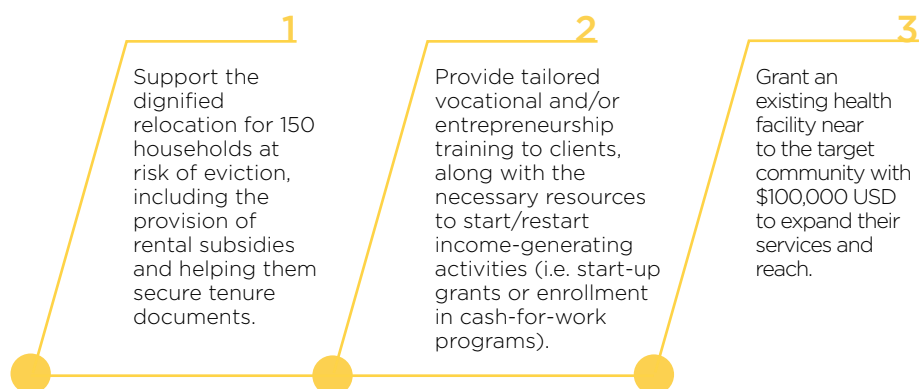 1
Support the
dignified
relocation for 150
households at
risk of eviction,
including the
provision of
rental subsidies
and helping them
secure tenure
documents.
2
Provide tailored
vocational and/or
entrepreneurship
training to clients,
along with the
necessary resources
to start/restart
income-generating
activities (i.e. start-up
grants or enrollment
in cash-for-work
programs).
3
Grant an
existing health
facility near
to the target
community with
$100,000 USD
to expand their
services and
reach.